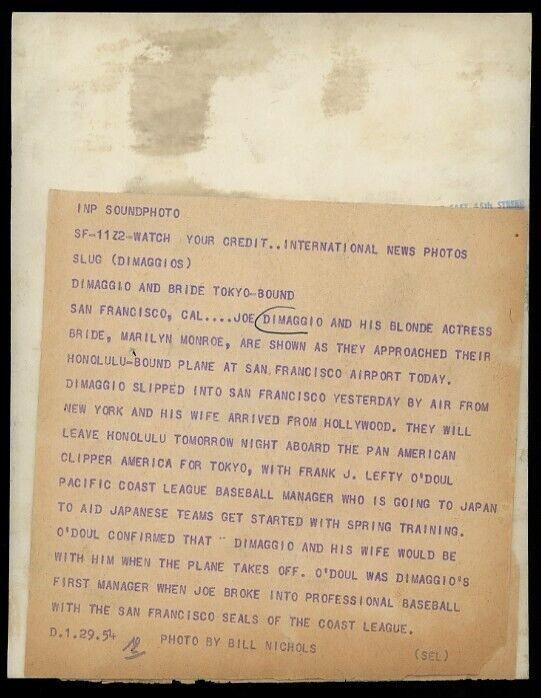 EAST 45th STREET
INP SOUNDPHOTO
SF-11Z2-WATCH YOUR CREDIT..INTERNATIONAL NEWS PHOTOS
SLUG (DIMAGGIOS)
DIMAGGIO AND BRIDE TOKYO-BOUND
SAN FRANCISCO, CAL....JOE DIMAGGIO AND HIS BLONDE ACTRESS
BRIDE, MARILYN MONROE, ARE SHOWN AS THEY APPROACHED THEIR
HONOLULU-BOUND PLANE AT SAN FRANCISCO AIRPORT TODAY.
DIMAGGIO SLIPPED INTO SAN FRANCISCO YESTERDAY BY AIR FROM
NEW YORK AND HIS WIFE ARRIVED FROM HOLLYWOOD. THEY WILL
LEAVE HONOLULU TOMORROW NIGHT ABOARD THE PAN AMERICAN
CLIPPER AMERICA FOR TOKYO, WITH FRANK J. LEFTY O'DOUL
PACIFIC COAST LEAGUE BASEBALL MANAGER WHO IS GOING TO JAPAN
TO AID JAPANESE TEAMS GET STARTED WITH SPRING TRAINING.
O'DOUL CONFIRMED THAT DIMAGGIO AND HIS WIFE WOULD BE
WITH HIM WHEN THE PLANE TAKES OFF. O'DOUL WAS DIMAGGIO'S
FIRST MANAGER WHEN JOE BROKE INTO PROFESSIONAL BASEBALL
WITH THE SAN FRANCISCO SEALS OF THE COAST LEAGUE.
D.1.29.54 PHOTO BY BILL NICHOLS (SEL)